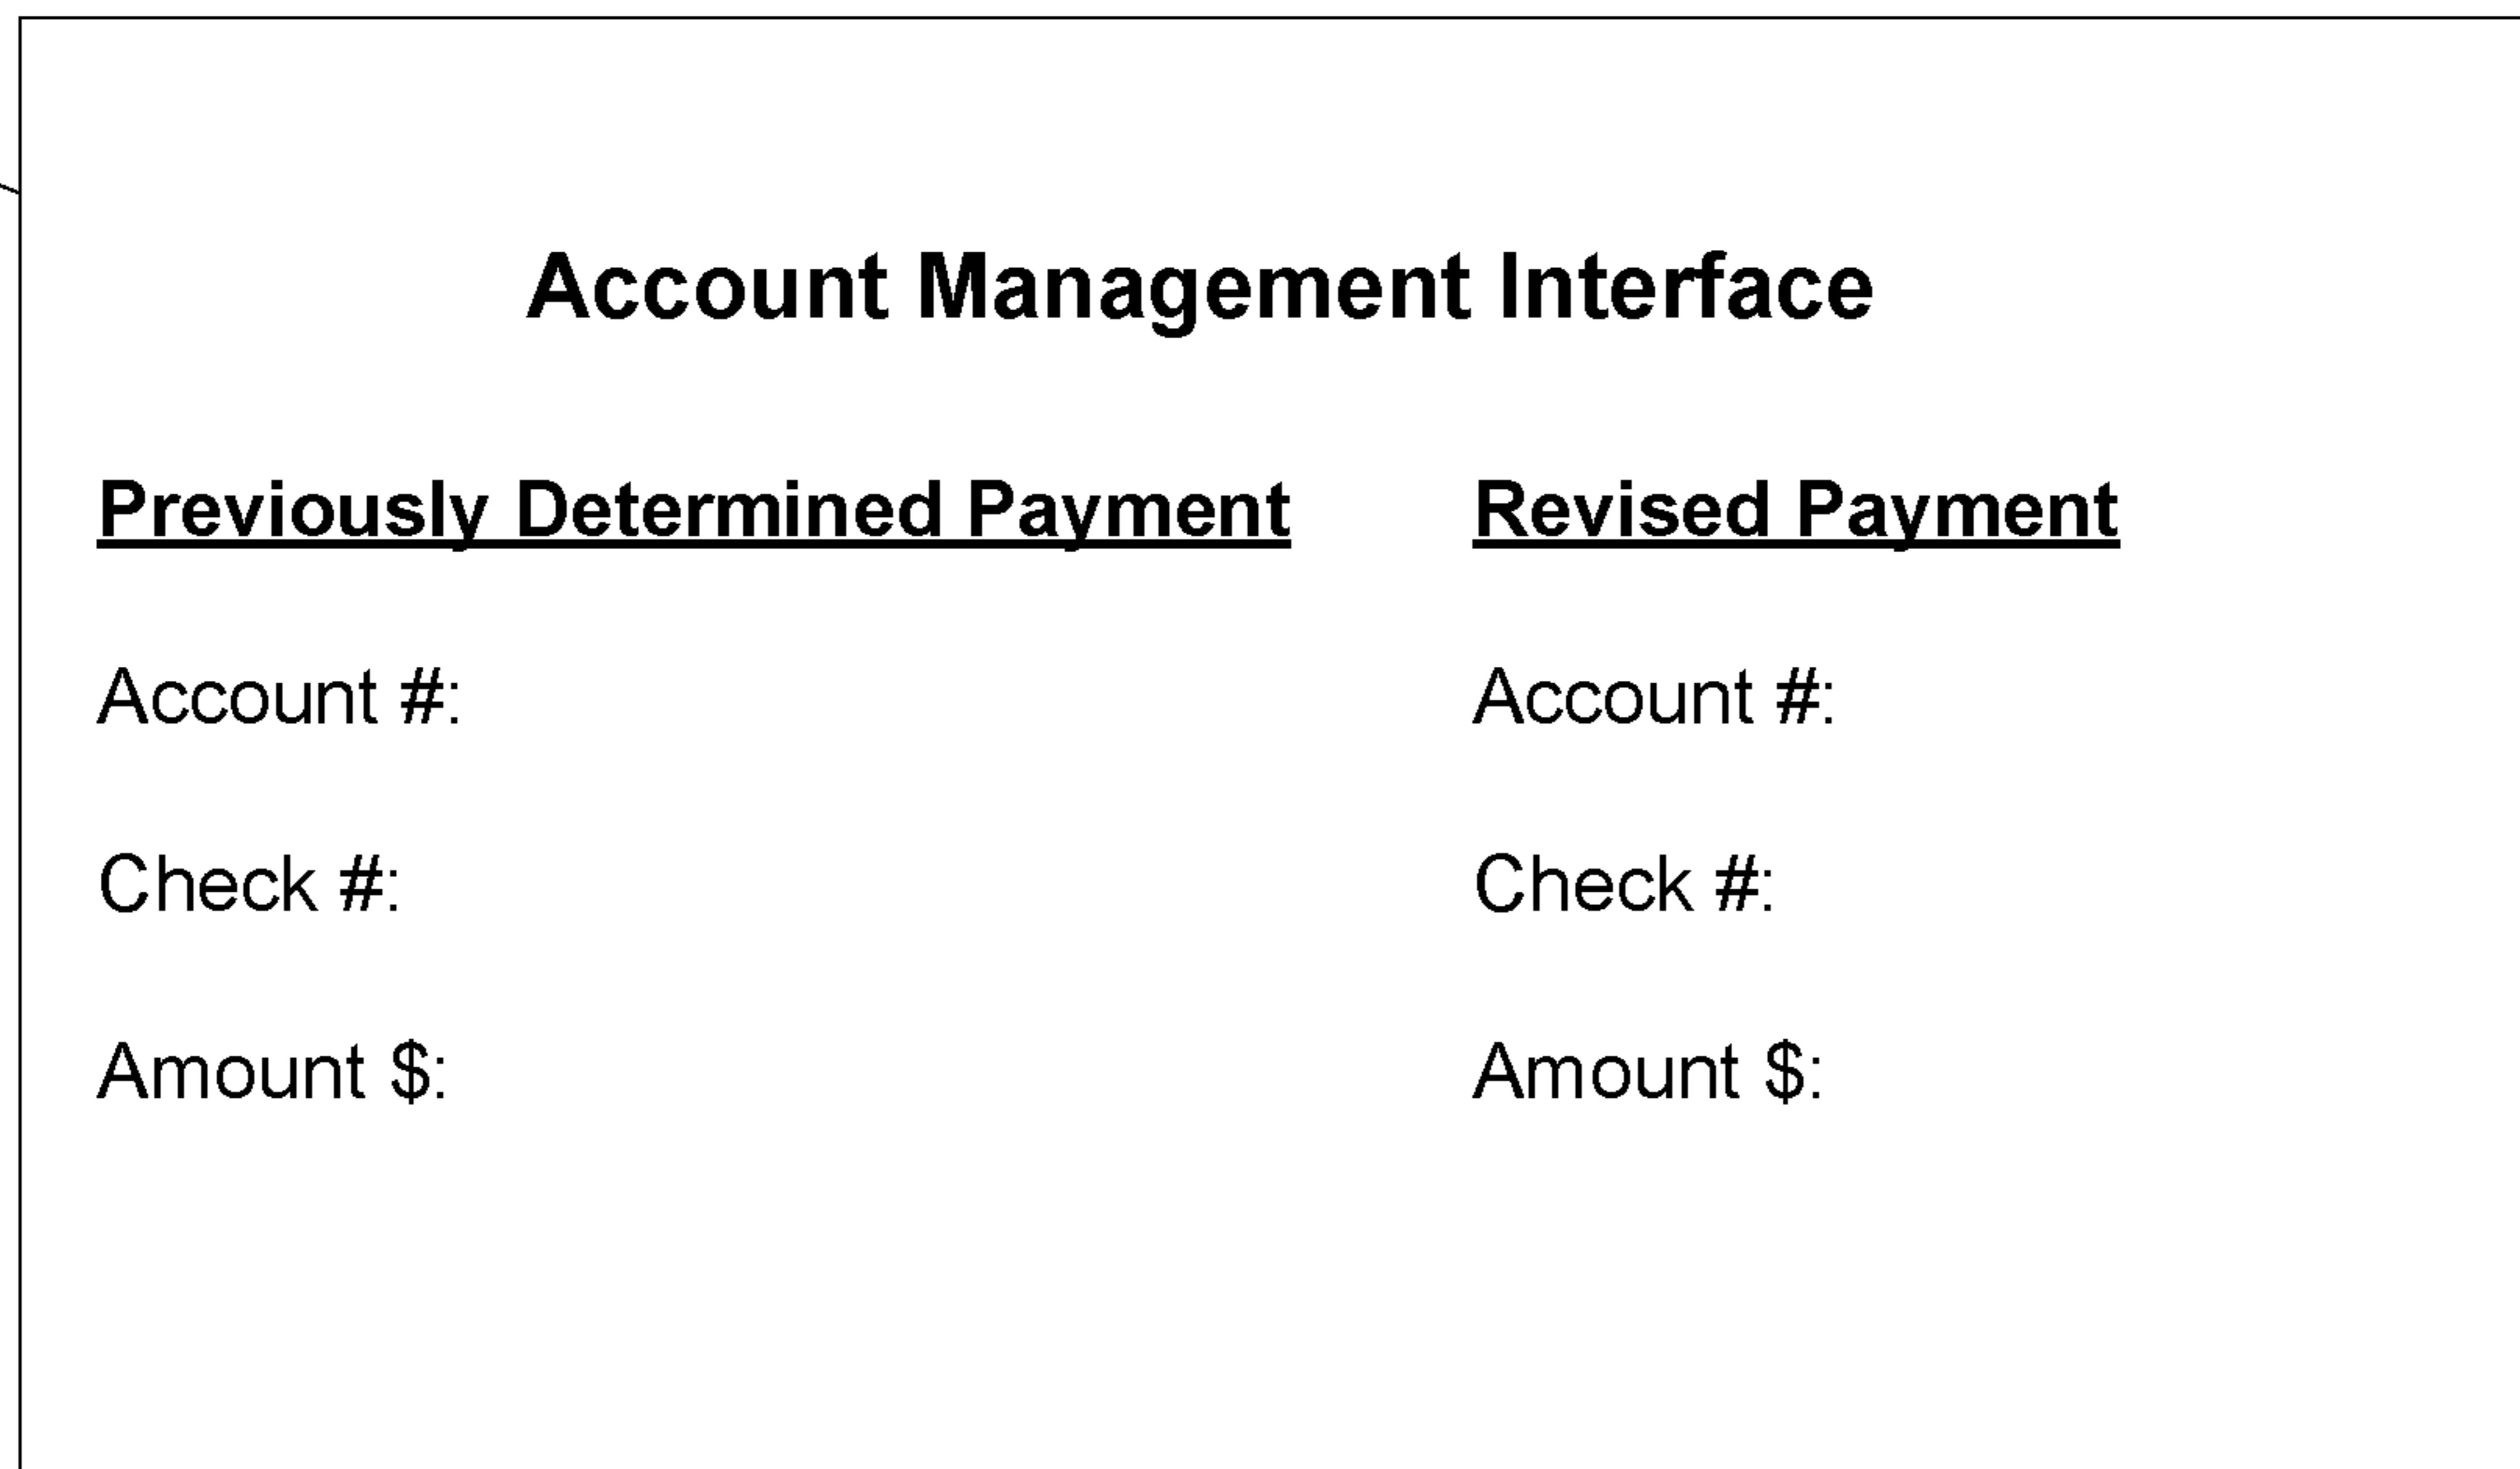 Account Management Interface
Previously Determined Payment
Account #:
Check #:
Amount $:
Revised Payment
Account #:
Check #:
Amount $: